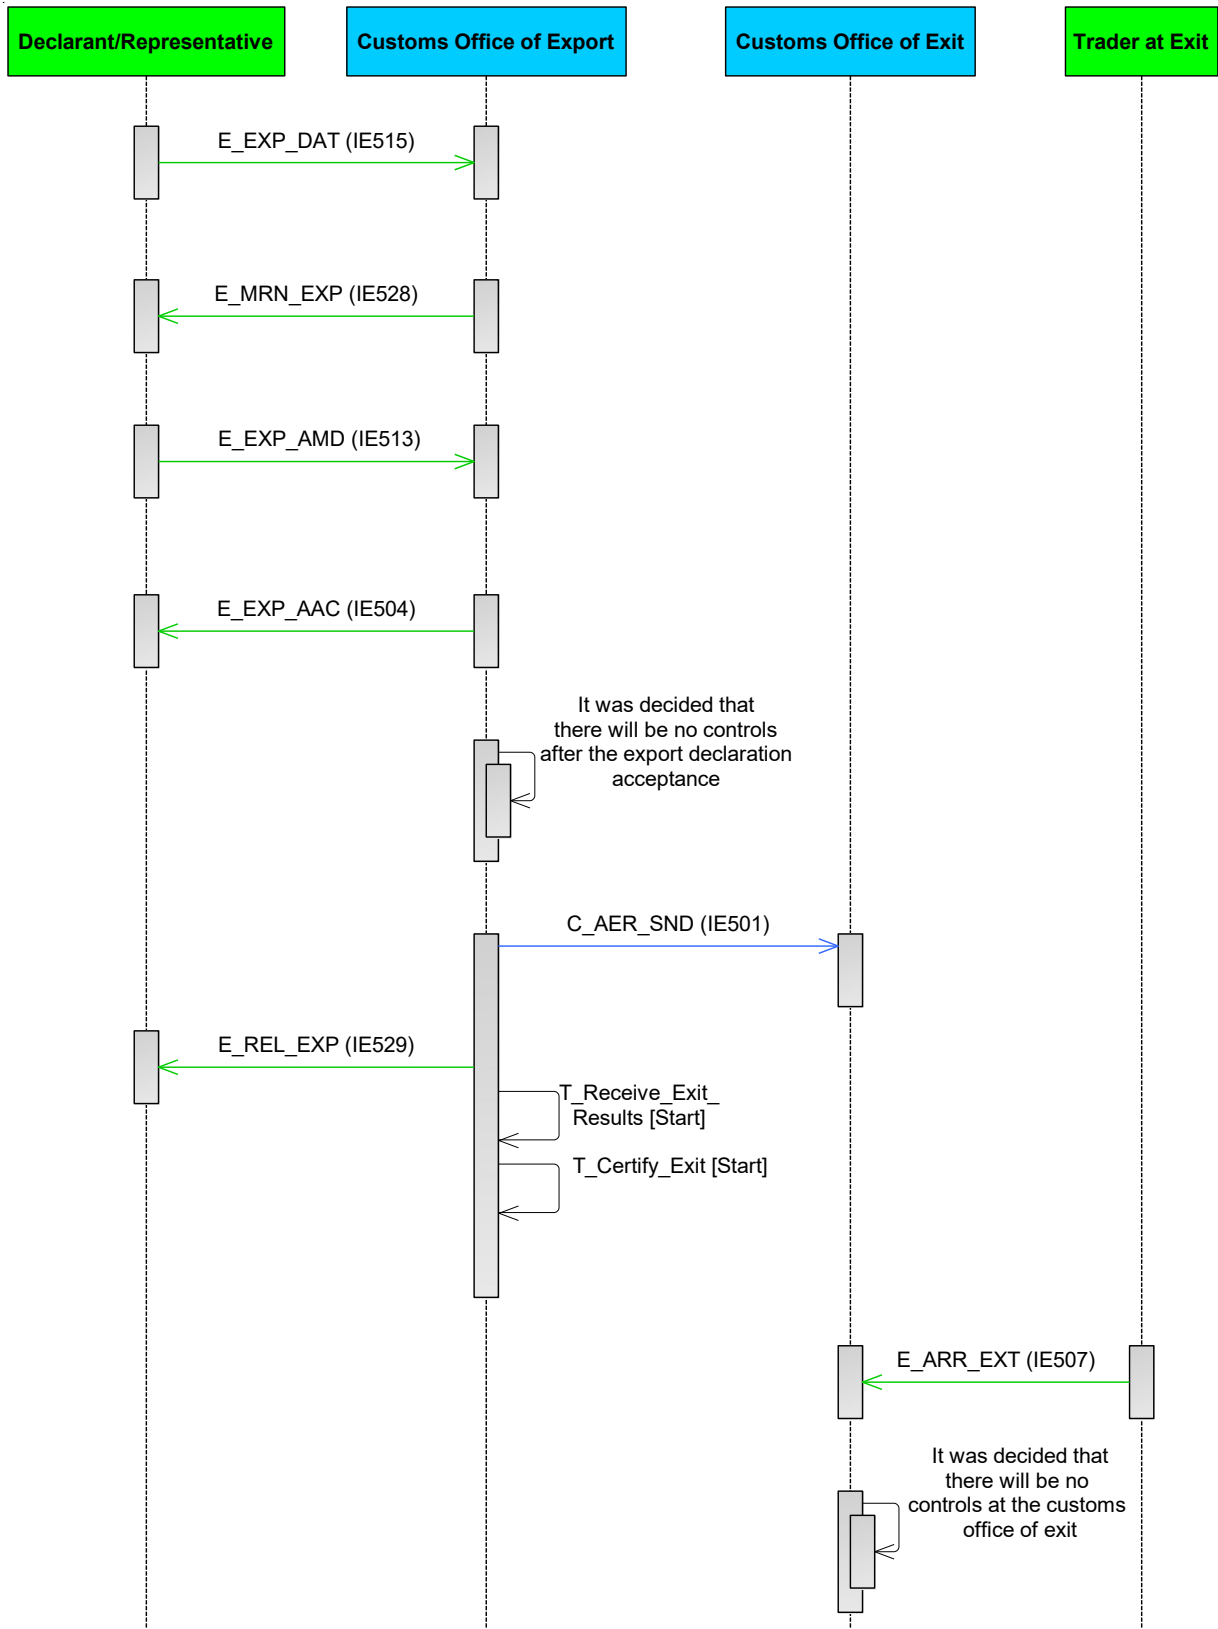 Declarant/Representative
Customs Office of Export
Customs Office of Exit
Trader at Exit
E_EXP_DAT (IE515)
E_MRN_EXP (IE528)
E_EXP_AMD (IE513)
E_EXP_AAC (IE504)
It was decided that
there will be no controls
after the export declaration
acceptance
C_AER_SND (IE501)
E_REL_EXP (IE529)
T_Receive_Exit_
Results [Start]
T_Certify_Exit [Start]
E_ARR_EXT (IE507)
It was decided that
there will be no
controls at the customs
office of exit